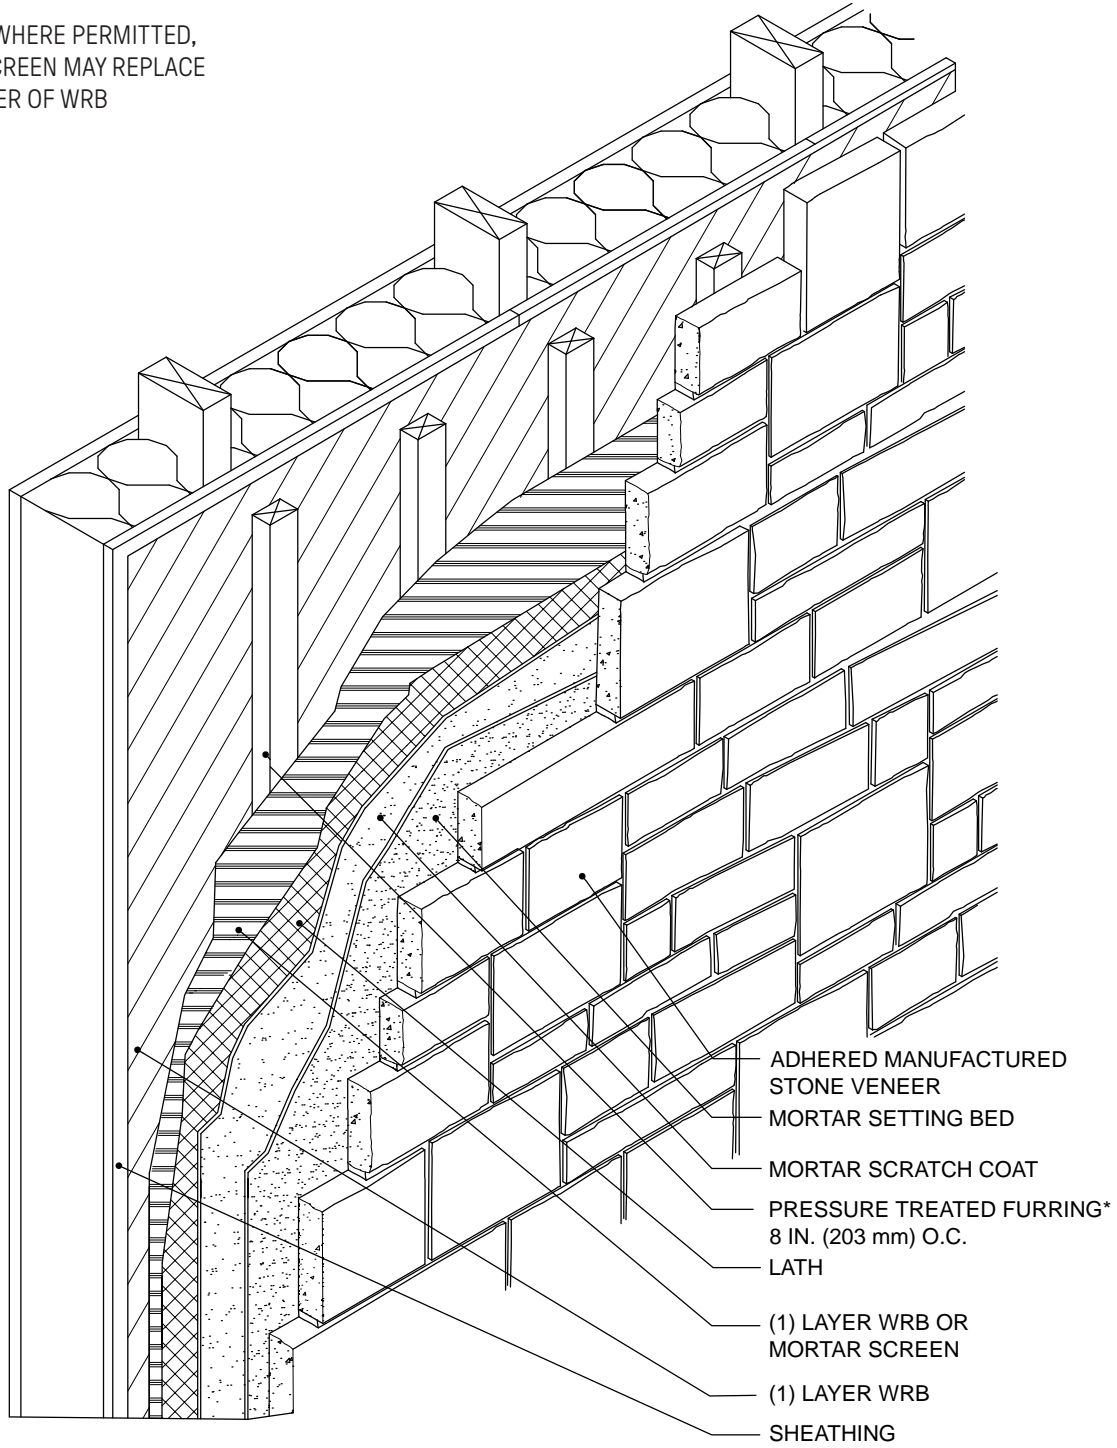 WHERE PERMITTED,
CREEN MAY REPLACE
ER OF WRB
ADHERED MANUFACTURED
STONE VENEER
MORTAR SETTING BED
MORTAR SCRATCH COAT
PRESSURE TREATED FURRING*
8 IN. (203 mm) O.C.
LATH
(1) LAYER WRB OR
MORTAR SCREEN
(1) LAYER WRB
SHEATHING